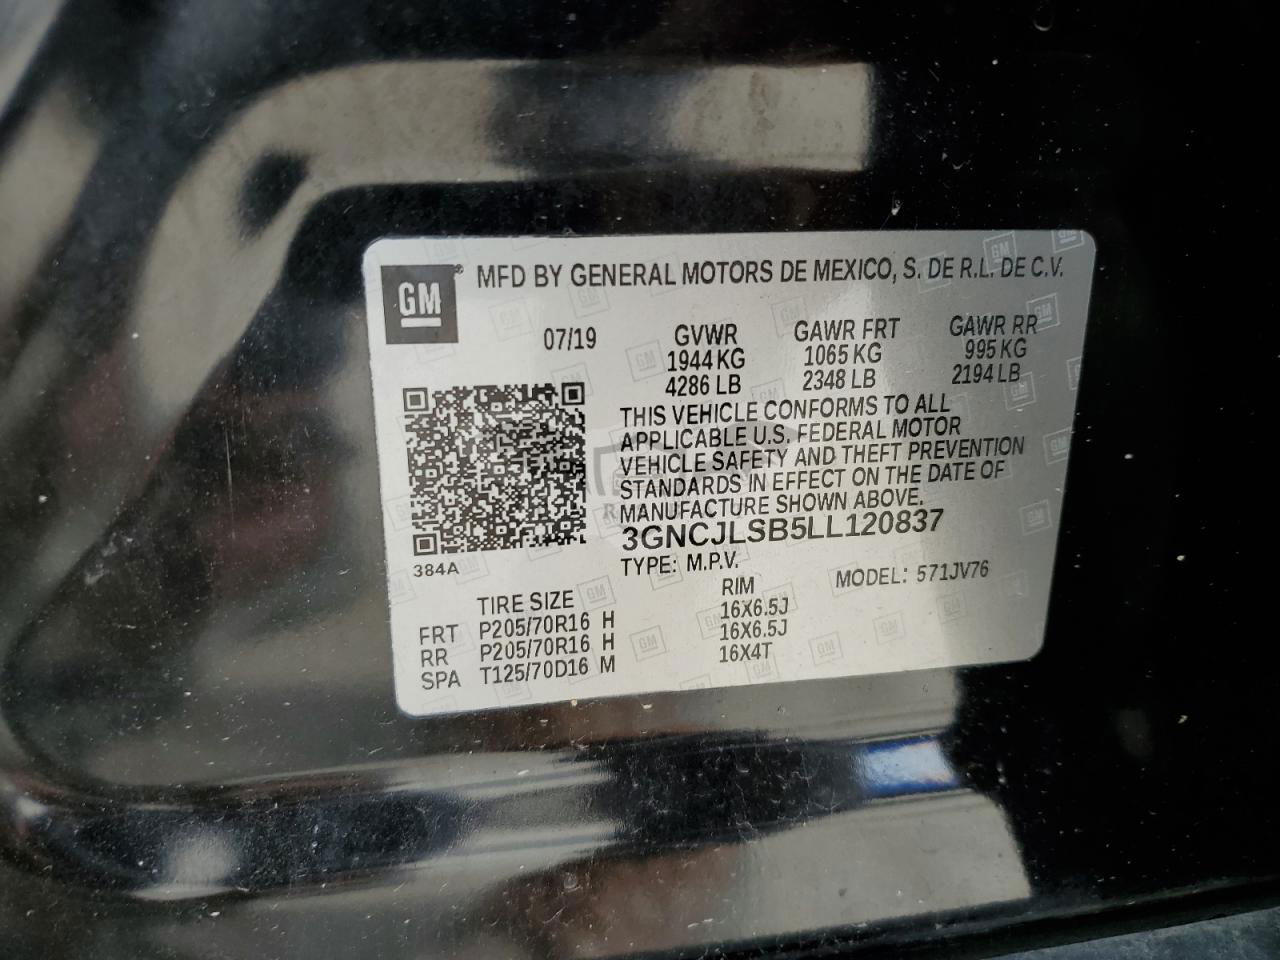 GM
MFD BY GENERAL MOTORS DE MEXICO, S. DE R.L. DE C.V.
07/19 GVWR GAWR FRT GAWR RR
1944 KG 1065 KG 995 KG
4286 LB 2348 LB 2194 LB
THIS VEHICLE CONFORMS TO ALL
APPLICABLE U.S. FEDERAL MOTOR
VEHICLE SAFETY AND THEFT PREVENTION
STANDARDS IN EFFECT ON THE DATE OF
MANUFACTURE SHOWN ABOVE.
3GNCJLSB5LL120837
384A
TYPE: M.P.V. MODEL: 571JV76
TIRE SIZE RIM
FRT P205/70R16 H 16X6.5J
RR P205/70R16 H 16X6.5J
SPA T125/70D16 M 16X4T